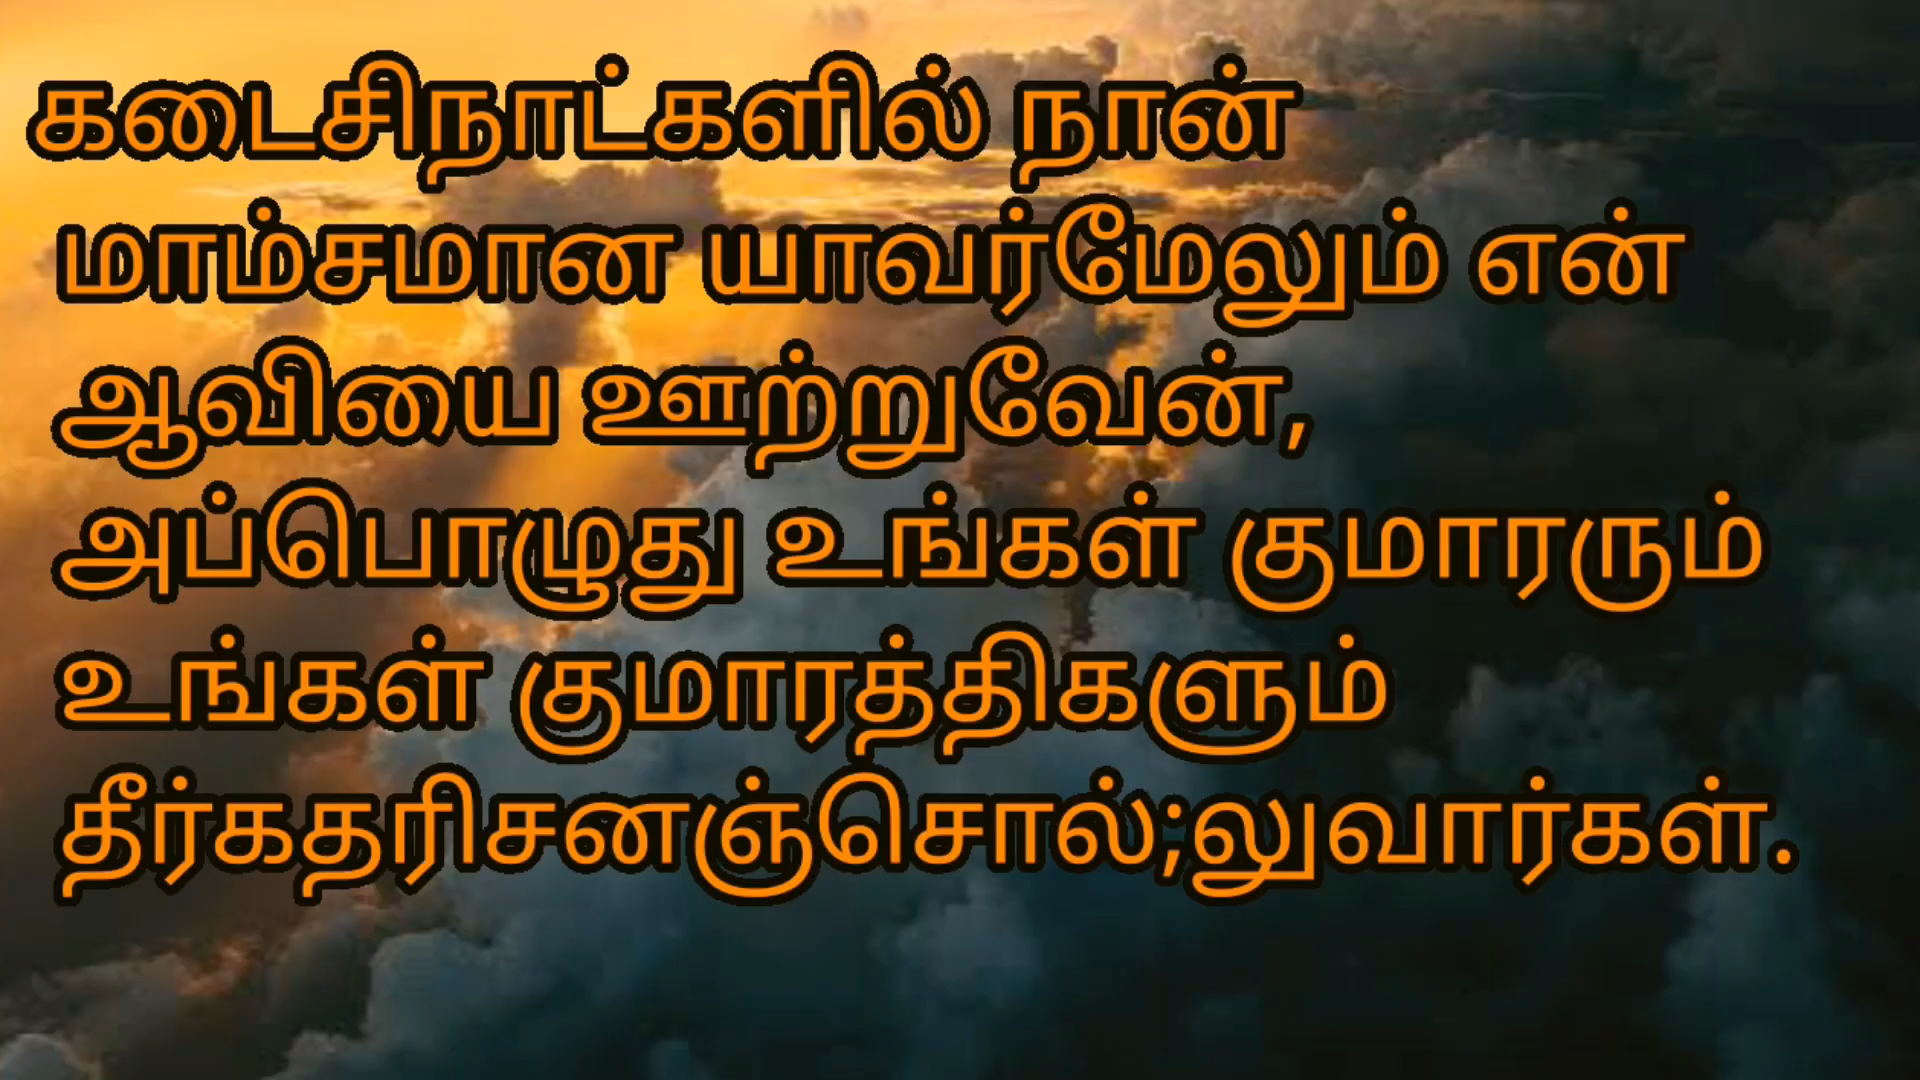 கடைசிநாட்களில் நான்
மாம்சமான யாவர்மேலும் என்
ஆவியை ஊற்றுவேன்,
அப்பொழுது உங்கள் குமாரரும்
உங்கள் குமாரத்திகளும்
தீர்கதரிசனஞ்சொல்;லுவார்கள்.